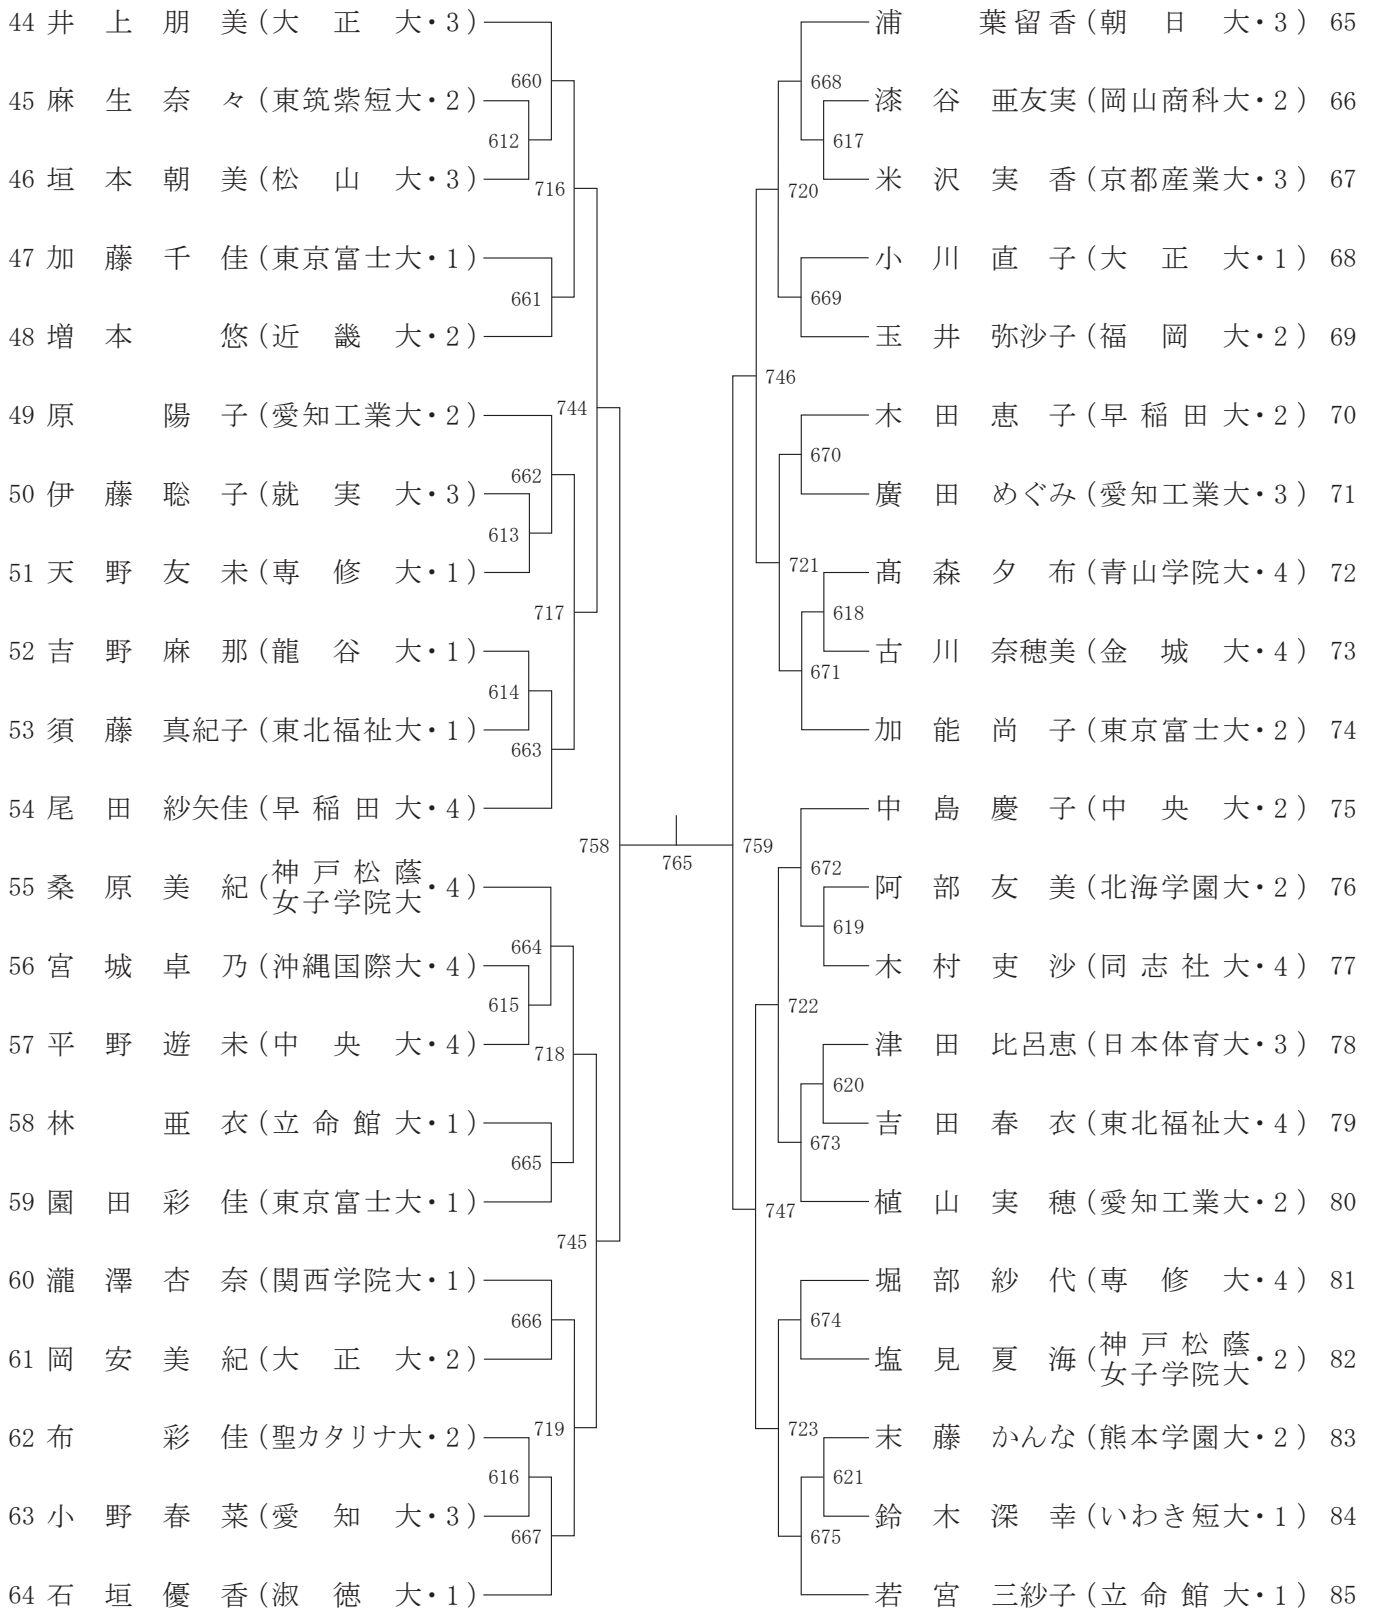 44 井上朋美(大正大・3)
660
45 麻生奈々(東筑紫短大・2)
612
46 垣本朝美(松山大・3)
716
47 加藤千佳(東京富士大・1)
661
48 増本悠(近畿大・2)
744
49 原陽子(愛知工業大・2)
662
50 伊藤聡子(就実大・3)
613
51 天野友未(専修大・1)
717
52 吉野麻那(龍谷大・1)
614
53 須藤真紀子(東北福祉大・1)
663
54 尾田紗矢佳(早稲田大・4)
758
55 桑原美紀(神戸松蔭女子学院大・4)
664
56 宮城卓乃(沖縄国際大・4)
615
57 平野遊未(中央大・4)
718
58 林亜衣(立命館大・1)
665
59 園田彩佳(東京富士大・1)
745
60 瀧澤杏奈(関西学院大・1)
666
61 岡安美紀(大正大・2)
719
62 布彩佳(聖カタリナ大・2)
616
63 小野春菜(愛知大・3)
667
64 石垣優香(淑徳大・1)
765
浦葉留香(朝日大・3) 65
668
漆谷亜友実(岡山商科大・2) 66
617
米沢実香(京都産業大・3) 67
720
小川直子(大正大・1) 68
669
玉井弥沙子(福岡大・2) 69
746
木田恵子(早稲田大・2) 70
670
廣田めぐみ(愛知工業大・3) 71
721
髙森夕布(青山学院大・4) 72
618
古川奈穂美(金城大・4) 73
671
加能尚子(東京富士大・2) 74
759
中島慶子(中央大・2) 75
672
阿部友美(北海学園大・2) 76
619
木村吏沙(同志社大・4) 77
722
津田比呂恵(日本体育大・3) 78
620
吉田春衣(東北福祉大・4) 79
673
植山実穂(愛知工業大・2) 80
747
堀部紗代(専修大・4) 81
674
塩見夏海(神戸松蔭女子学院大・2) 82
723
末藤かんな(熊本学園大・2) 83
621
鈴木深幸(いわき短大・1) 84
675
若宮三紗子(立命館大・1) 85